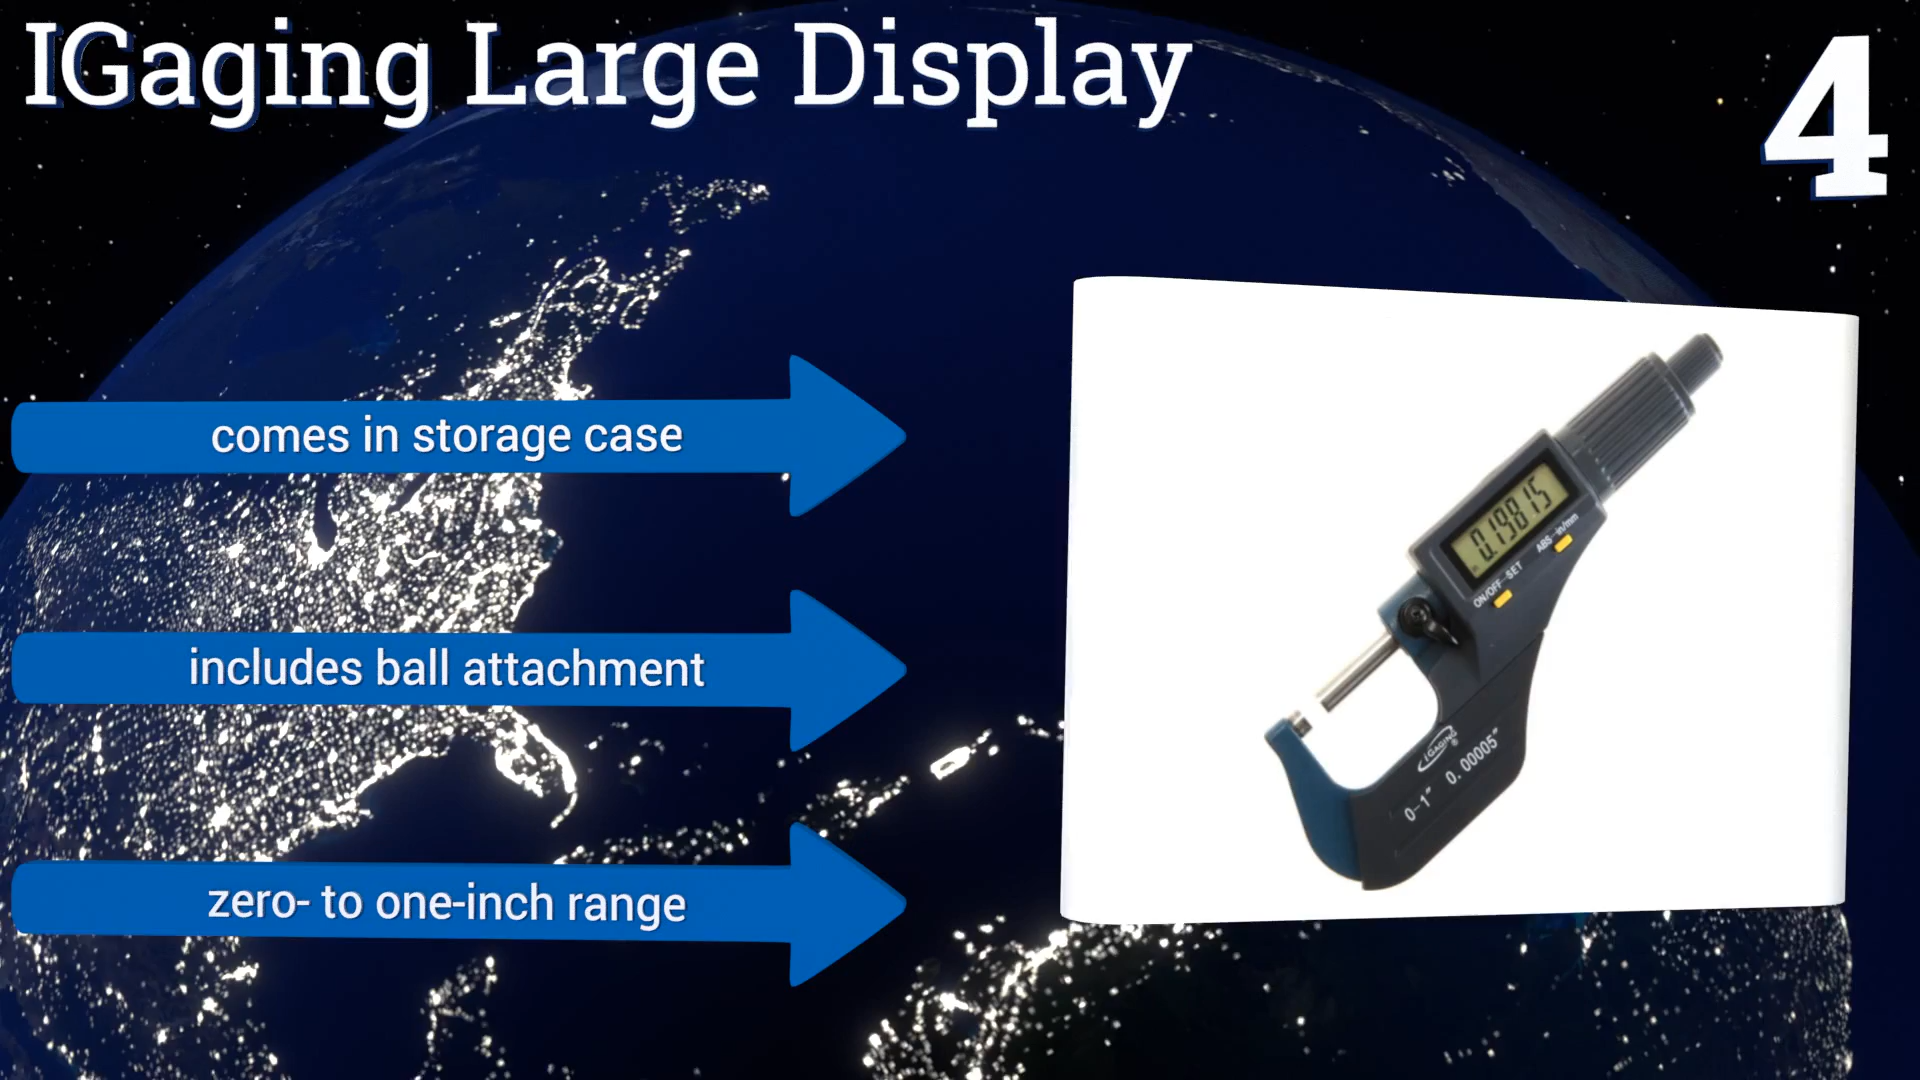 IGaging Large Display
4
comes in storage case
includes ball attachment
zero- to one-inch range
0.19815
ABS in/mm
ON/OFF SET
IGAGING®
0-1" 0.00005"